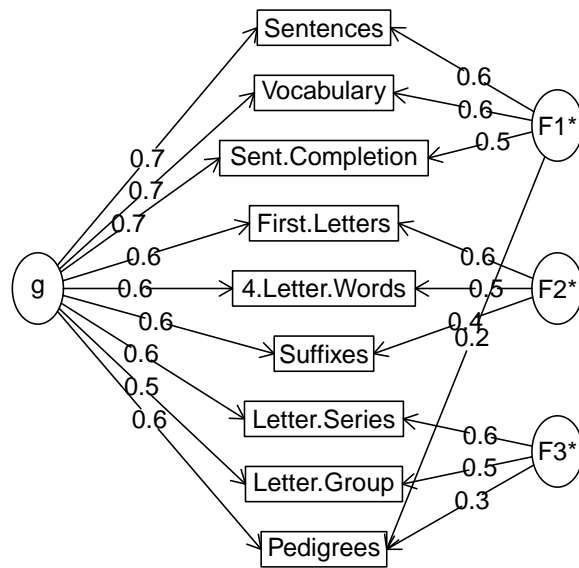 Sentences
Vocabulary
Sent.Completion
First.Letters
4.Letter.Words
Suffixes
Letter.Series
Letter.Group
Pedigrees
g
0.7
0.7
0.7
0.6
0.6
0.6
0.6
0.5
0.6
F1*
0.6
0.6
0.5
0.2
F2*
0.6
0.5
0.4
F3*
0.6
0.5
0.3